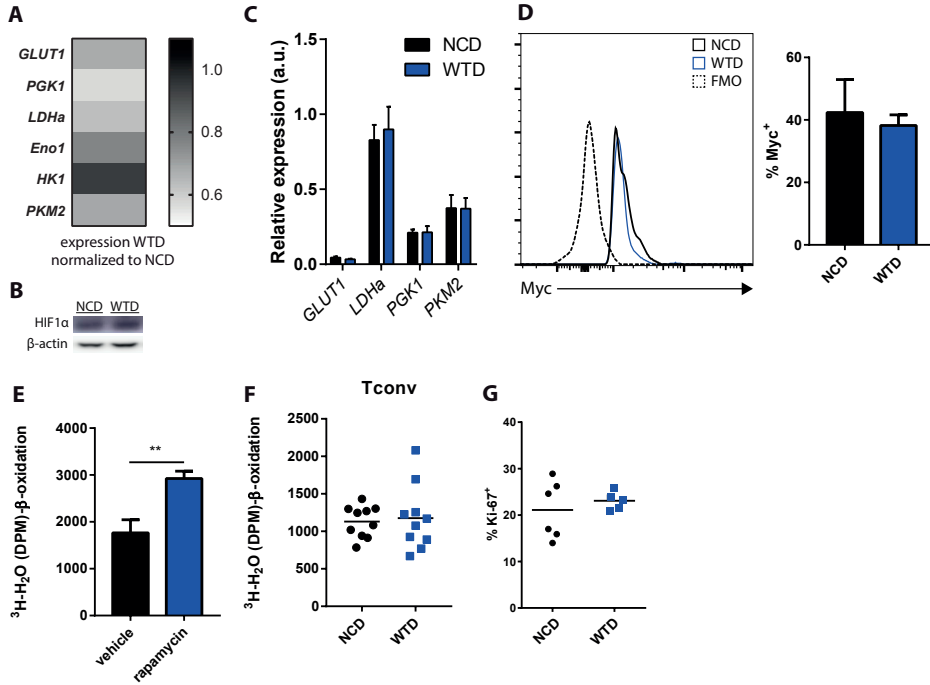 A
GLUT1
PGK1
LDHa
Eno1
HK1
PKM2
1.0
0.8
0.6
expression WTD
normalized to NCD
B
NCD WTD
HIF1α
β-actin
C
Relative expression (a.u.)
1.5
1.0
0.5
0.0
NCD
WTD
GLUT1
LDHa
PGK1
PKM2
D
NCD
WTD
FMO
Myc
% Myc+
60
40
20
0
NCD
WTD
E
³H-H₂O (DPM)-β-oxidation
4000
3000
2000
1000
0
**
vehicle
rapamycin
F
Tconv
³H-H₂O (DPM)-β-oxidation
2500
2000
1500
1000
500
0
NCD
WTD
G
% Ki-67+
40
30
20
10
0
NCD
WTD